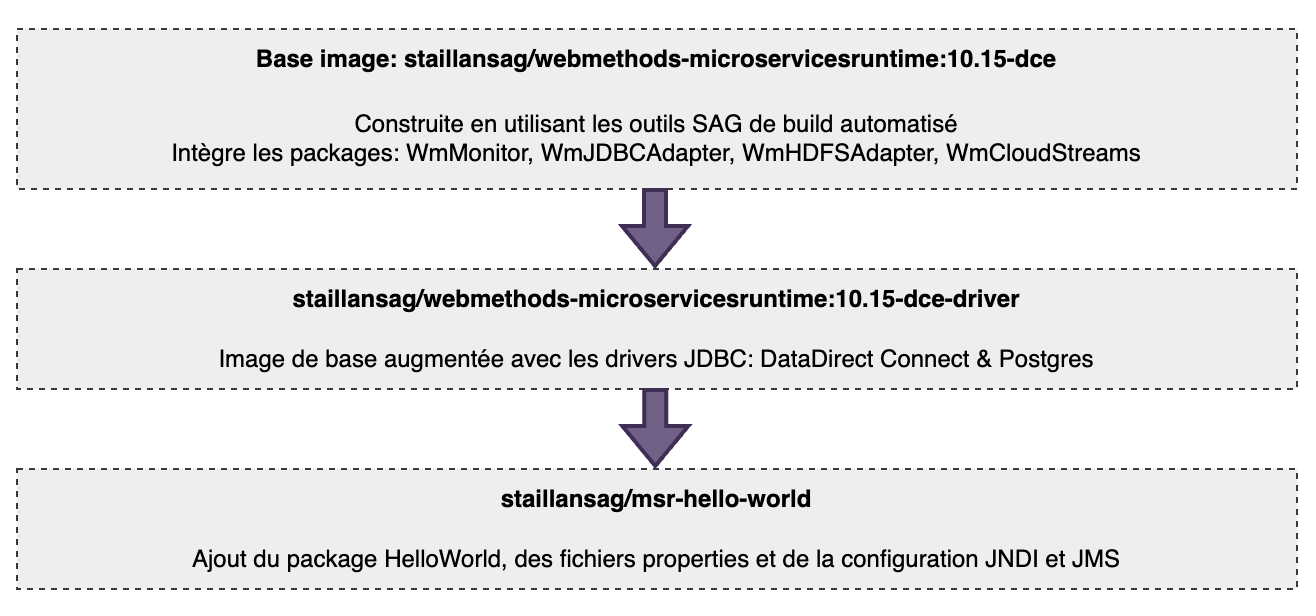 Base image: staillansag/webmethods-microservicesruntime:10.15-dce
Construite en utilisant les outils SAG de build automatisé
Intègre les packages: WmMonitor, WmJDBCAdapter, WmHDFSAdapter, WmCloudStreams
staillansag/webmethods-microservicesruntime:10.15-dce-driver
Image de base augmentée avec les drivers JDBC: DataDirect Connect & Postgres
staillansag/msr-hello-world
Ajout du package HelloWorld, des fichiers properties et de la configuration JNDI et JMS